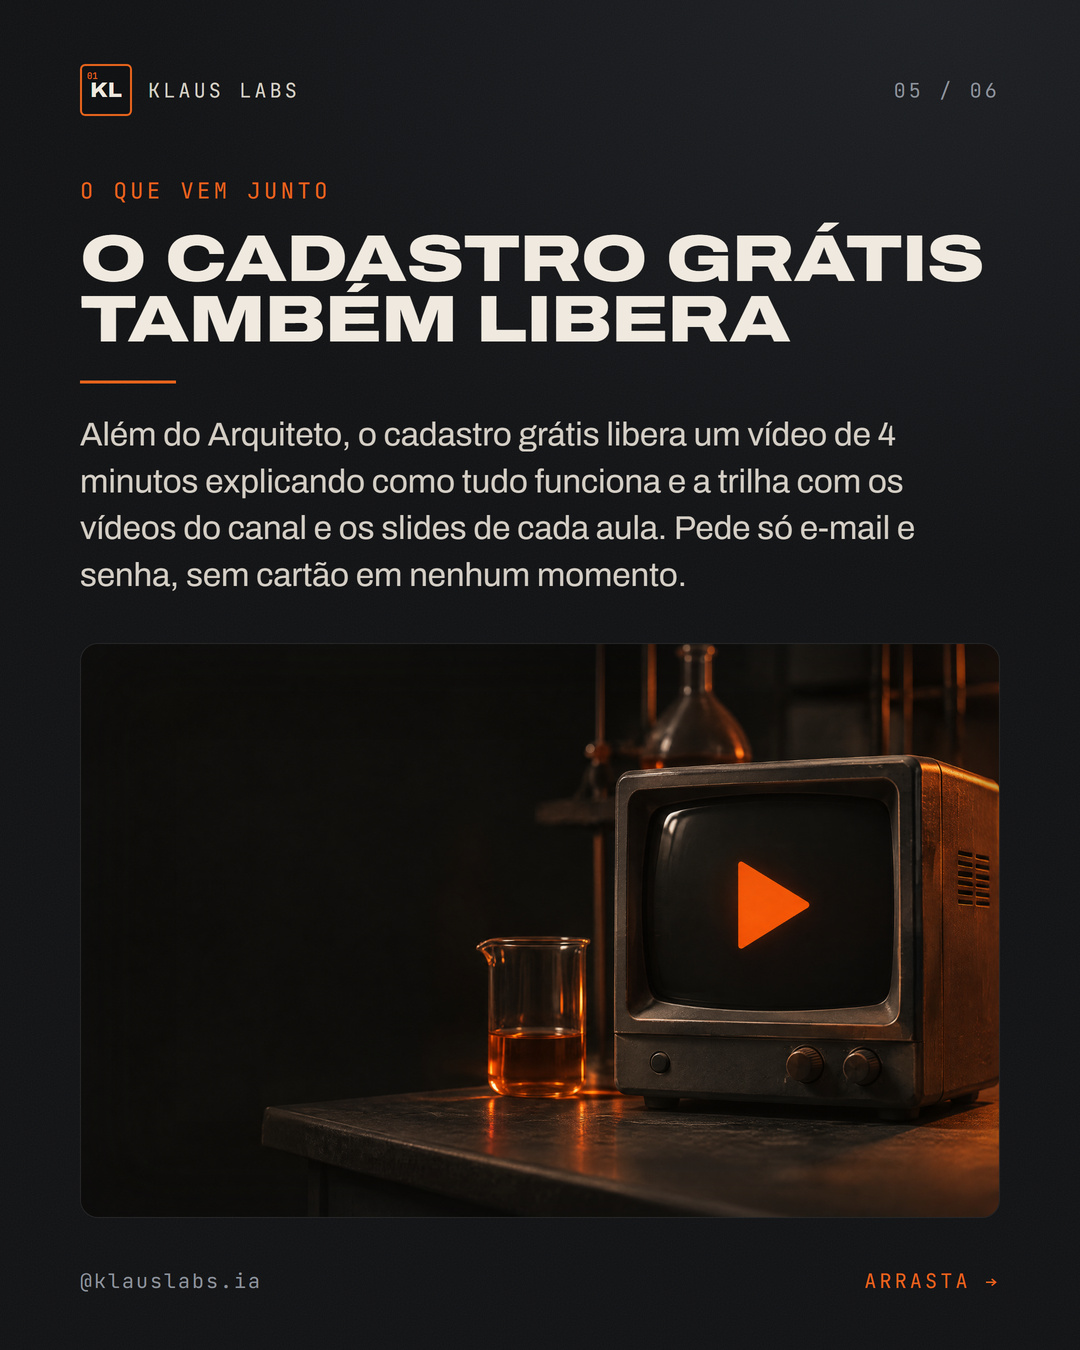 01
KL
KLAUS LABS
05 / 06
O QUE VEM JUNTO
O CADASTRO GRÁTIS
TAMBÉM LIBERA
Além do Arquiteto, o cadastro grátis libera um vídeo de 4
minutos explicando como tudo funciona e a trilha com os
vídeos do canal e os slides de cada aula. Pede só e-mail e
senha, sem cartão em nenhum momento.
@klauslabs.ia
ARRASTA →